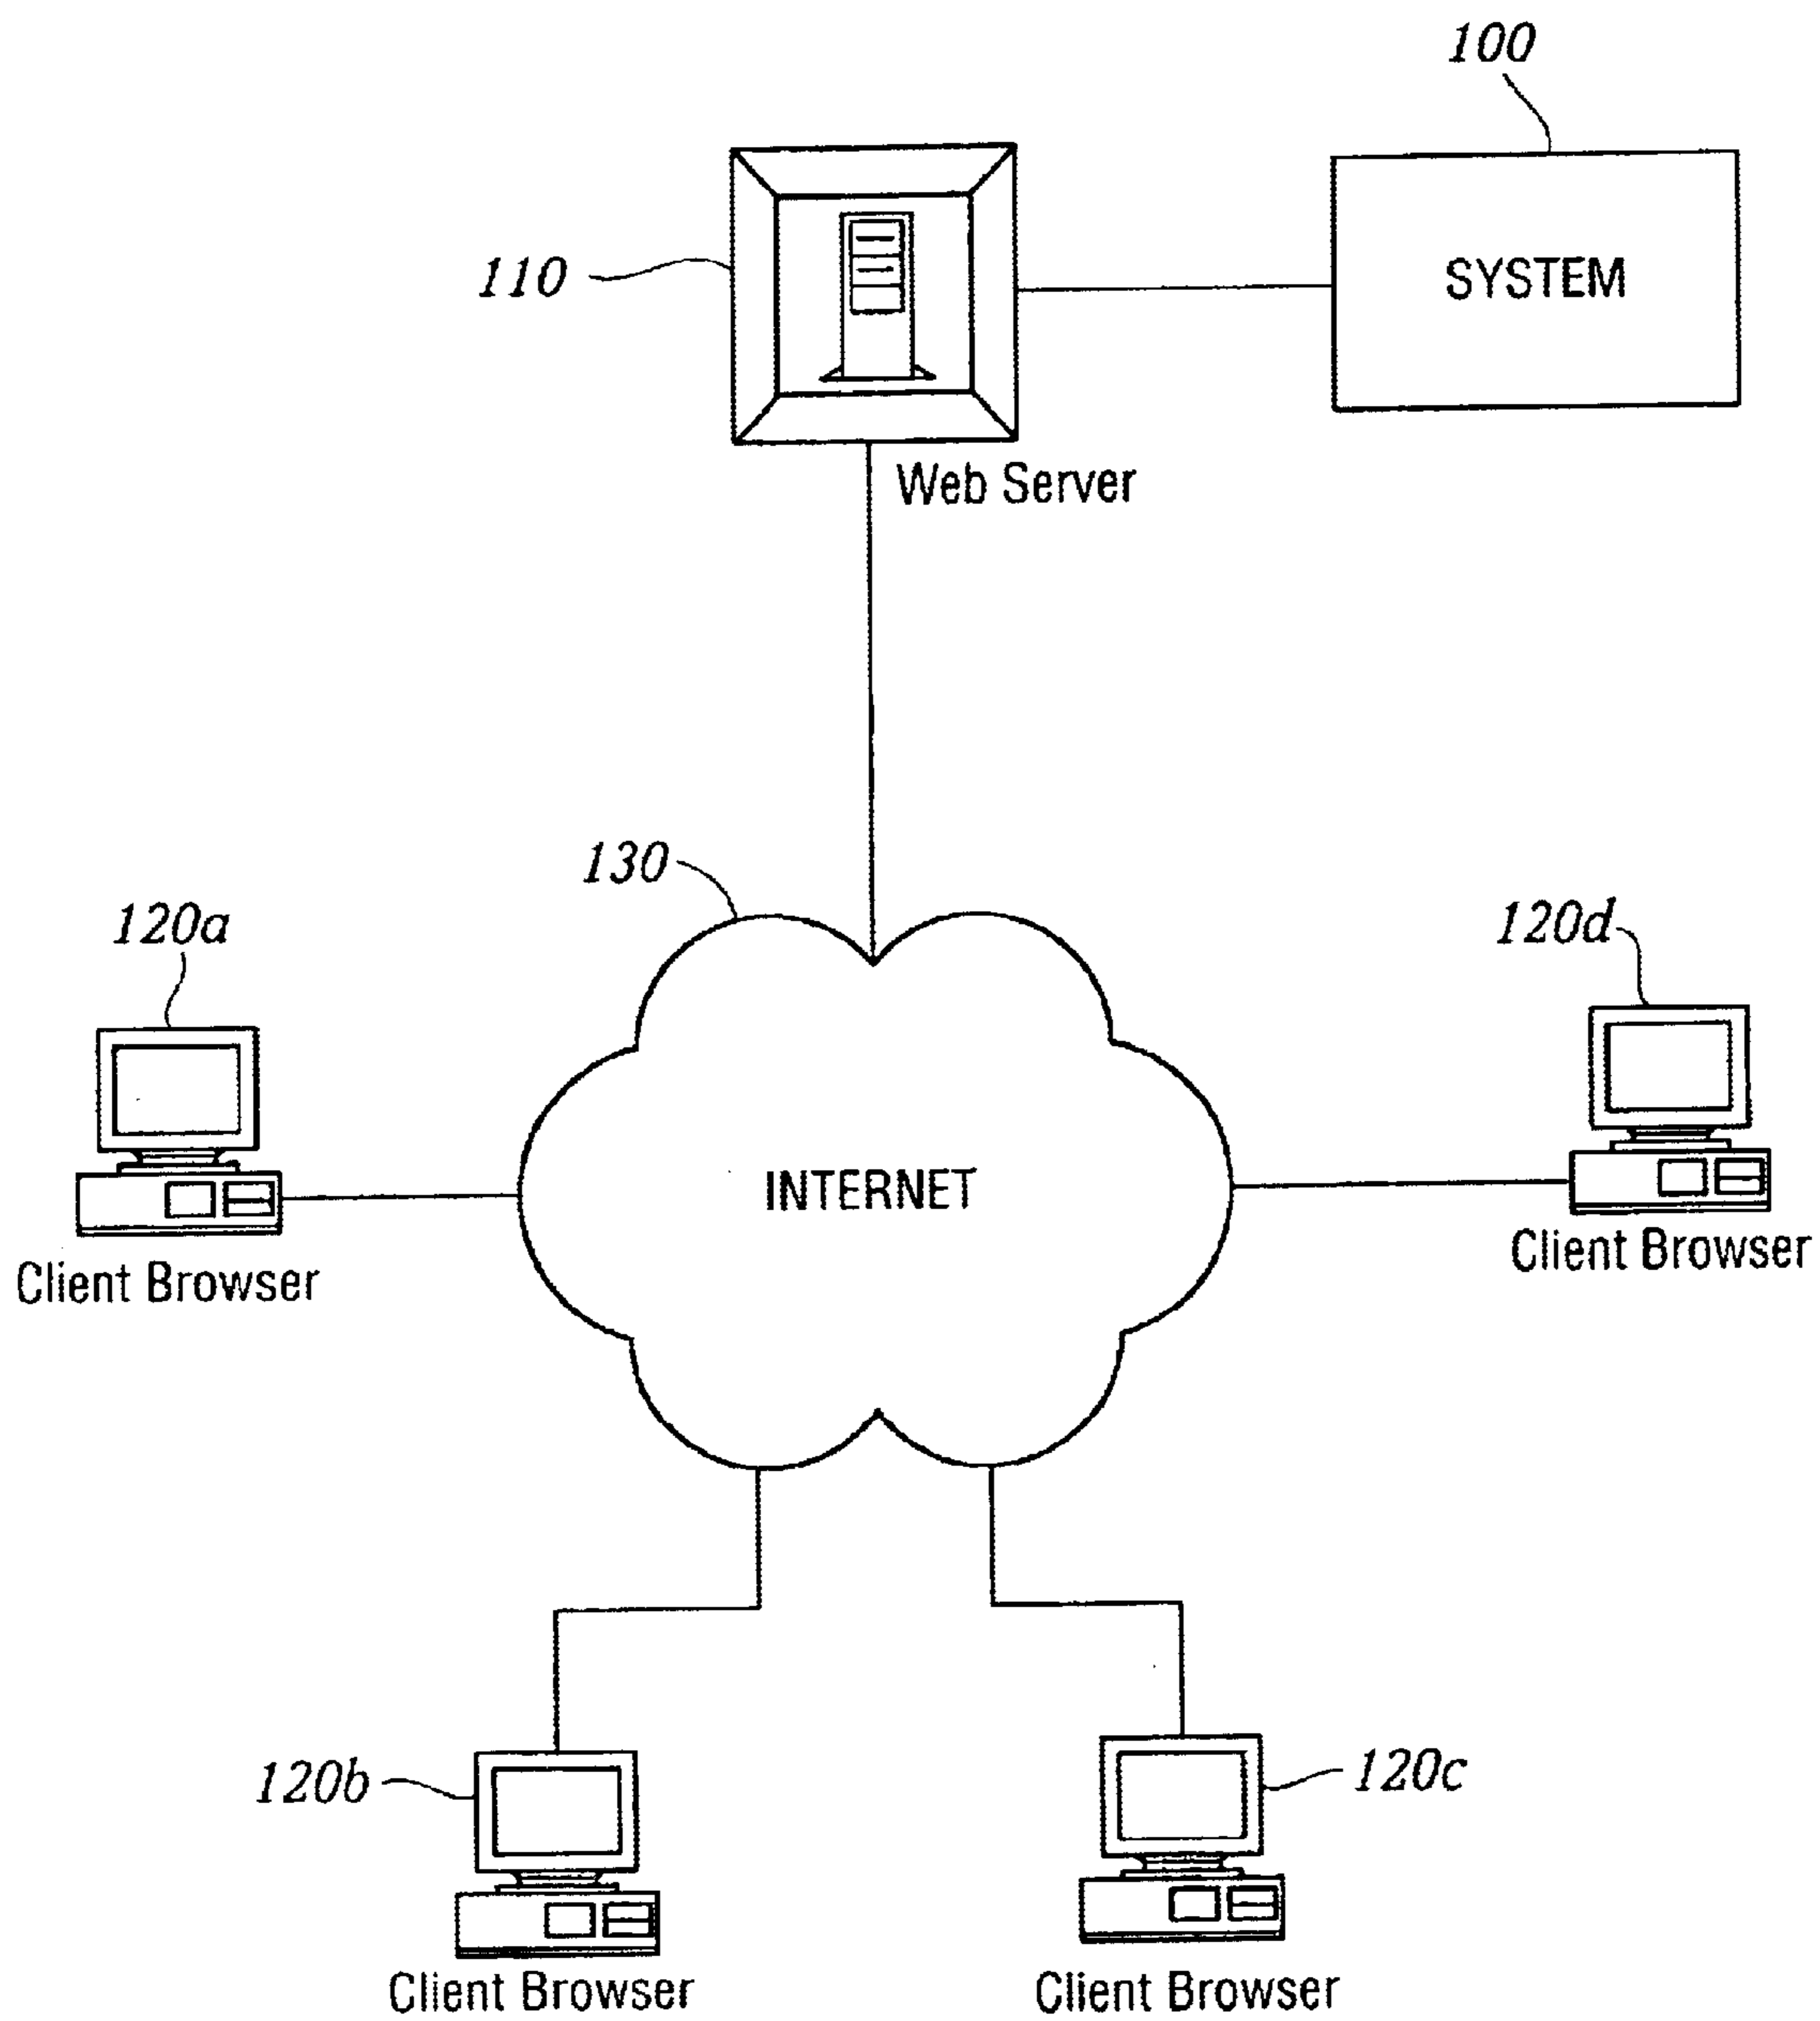 100
110
SYSTEM
Web Server
130
120a
120d
INTERNET
Client Browser
Client Browser
120b
120c
Client Browser
Client Browser